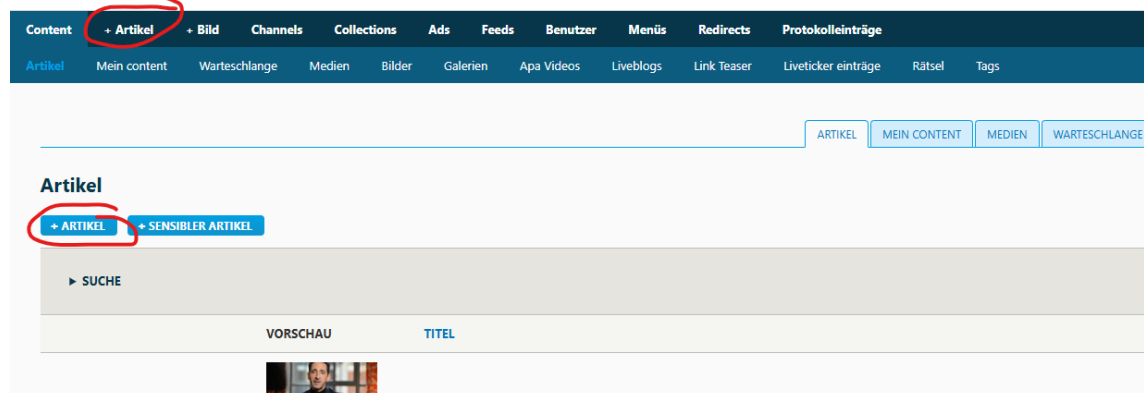 Content + Artikel + Bild Channels Collections Ads Feeds Benutzer Menüs Redirects Protokolleinträge
Artikel Mein content Warteschlange Medien Bilder Galerien Apa Videos Liveblogs Link Teaser Liveticker einträge Rätsel Tags
ARTIKEL MEIN CONTENT MEDIEN WARTESCHLANGE
Artikel
+ ARTIKEL + SENSIBLER ARTIKEL
SUCHE
VORSCHAU TITEL